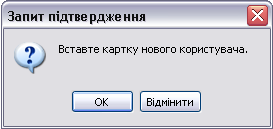 Запит підтвердження
Вставте картку нового користувача.
OK
Відмінити